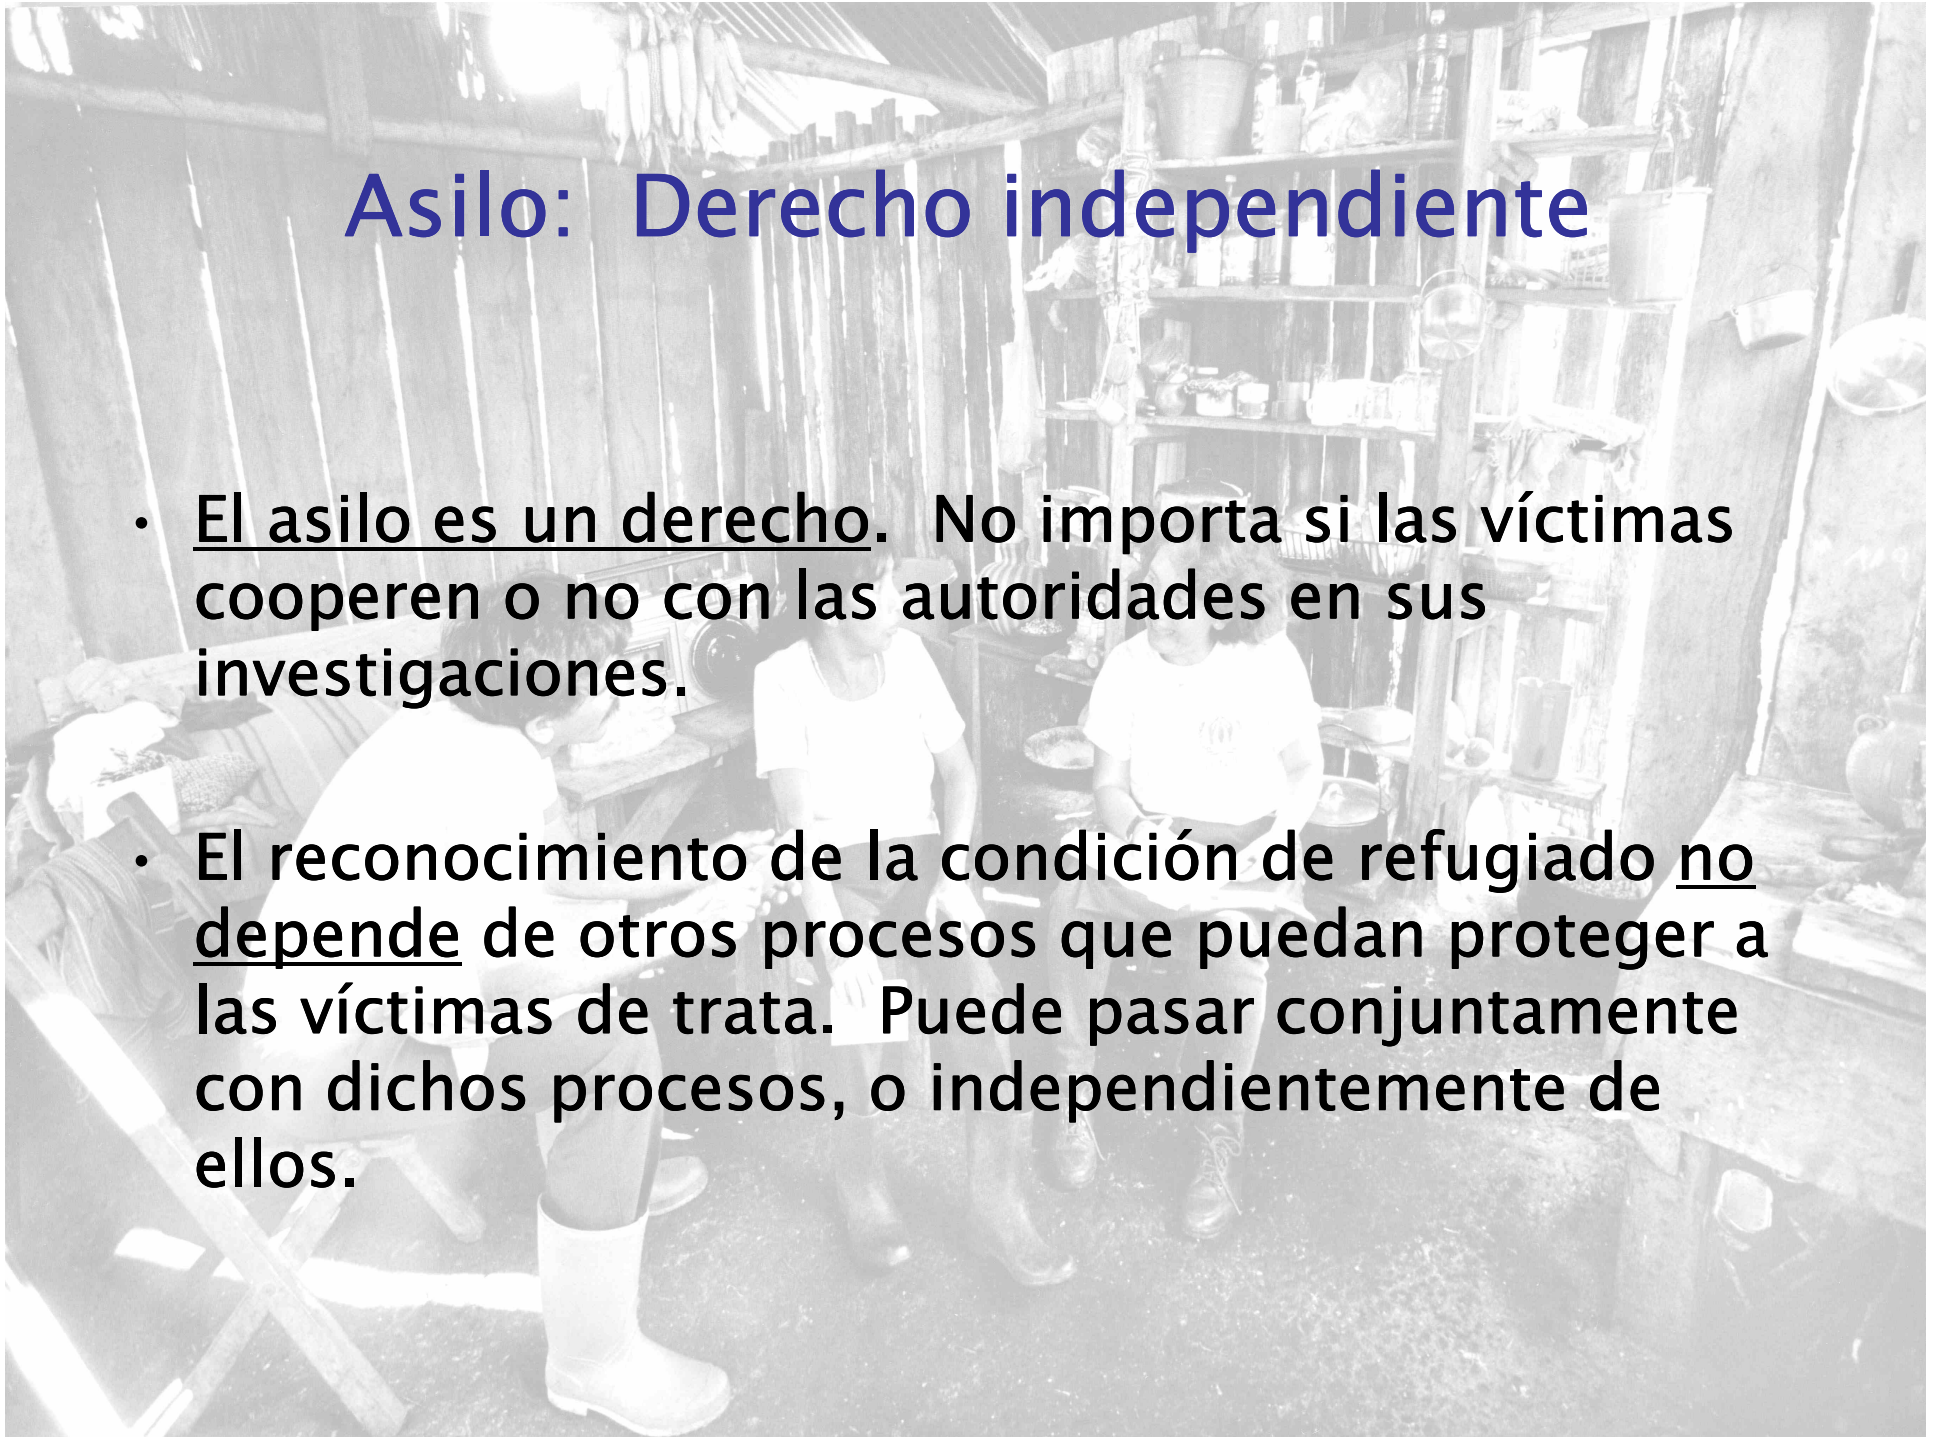 Asilo:  Derecho independiente
• El asilo es un derecho.  No importa si las víctimas
cooperen o no con las autoridades en sus
investigaciones.
• El reconocimiento de la condición de refugiado no
depende de otros procesos que puedan proteger a
las víctimas de trata.  Puede pasar conjuntamente
con dichos procesos, o independientemente de
ellos.